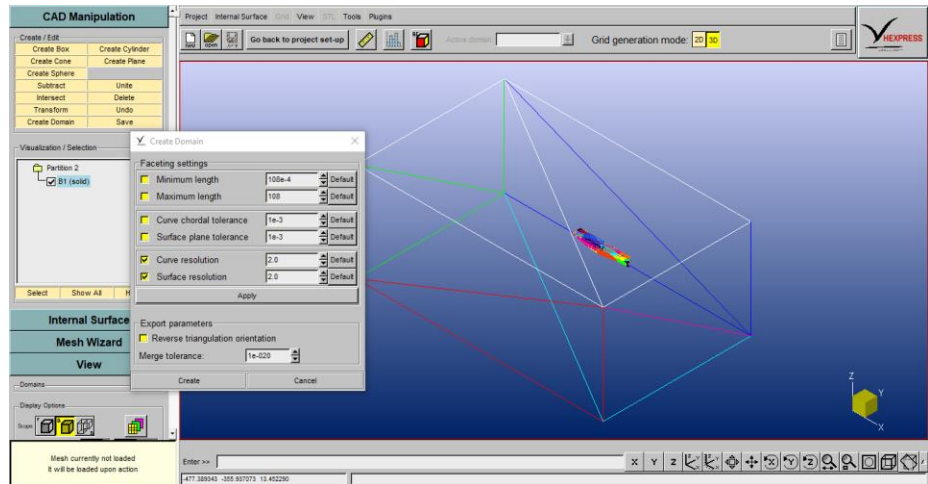 CAD Manipulation
Project Internal Surface Grid View STL Tools Plugins
Create / Edit
Create Box Create Cylinder
Create Cone Create Plane
Create Sphere
Subtract Unite
Intersect Delete
Transform Undo
Create Domain Save
open
Go back to project set-up
Active domain:
Grid generation mode: 2D 3D
HEXPRESS
Visualization / Selection
Partition 2
B1 (solid)
Select Show All H
Internal Surface
Mesh Wizard
View
Domains
Display Options
Scope
Mesh currently not loaded
It will be loaded upon action
Create Domain
Faceting settings
Minimum length 108e-4 Default
Maximum length 108 Default
Curve chordal tolerance 1e-3 Default
Surface plane tolerance 1e-3 Default
Curve resolution 2.0 Default
Surface resolution 2.0 Default
Apply
Export parameters
Reverse triangulation orientation
Merge tolerance: 1e-020
Create Cancel
Z
Y
X
Enter >>
X Y Z
-477.389343 -355.937073 13.452290